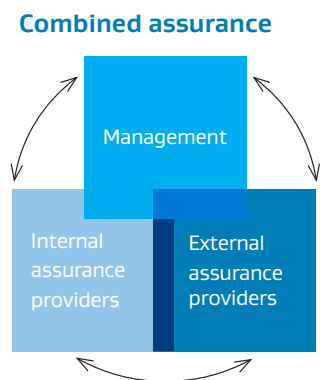 Combined assurance
Management
Internal
assurance
providers
External
assurance
providers